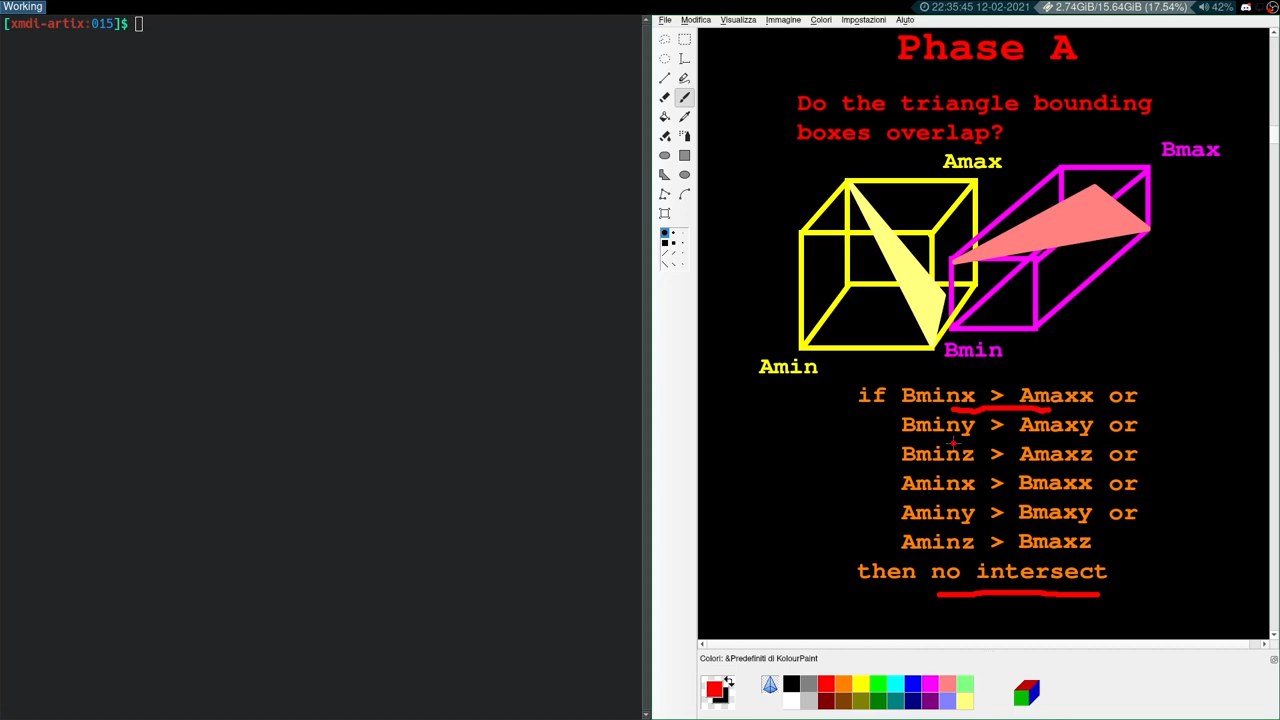 Working
22:35:45 12-02-2021
2.74GiB/15.64GiB (17.54%)
42%
[xmdi-artix:015]$
File Modifica Visualizza Immagine Colori Impostazioni Aiuto
Phase A
Do the triangle bounding
boxes overlap?
Bmax
Amax
Bmin
Amin
if Bminx > Amaxx or
Bminy > Amaxy or
Bminz > Amaxz or
Aminx > Bmaxx or
Aminy > Bmaxy or
Aminz > Bmaxz
then no intersect
Colori: &Predefiniti di KolourPaint